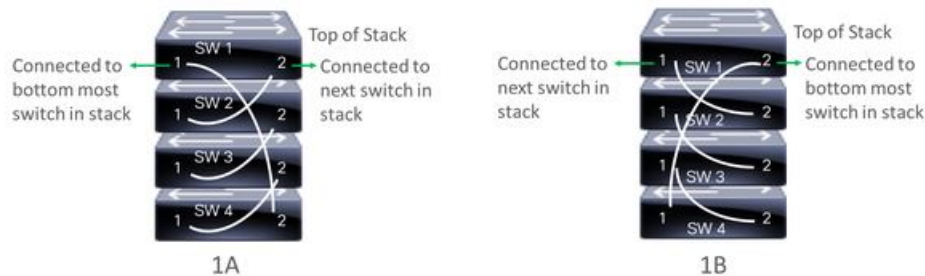 Top of Stack
Connected to
bottom most
switch in stack
SW 1
1
2
Connected to
next switch in
stack
SW 2
1
2
SW 3
1
2
SW 4
1
2
1A
Top of Stack
Connected to
next switch in
stack
1
SW 1
2
Connected to
bottom most
switch in stack
1
SW 2
2
1
SW 3
2
1
SW 4
2
1B